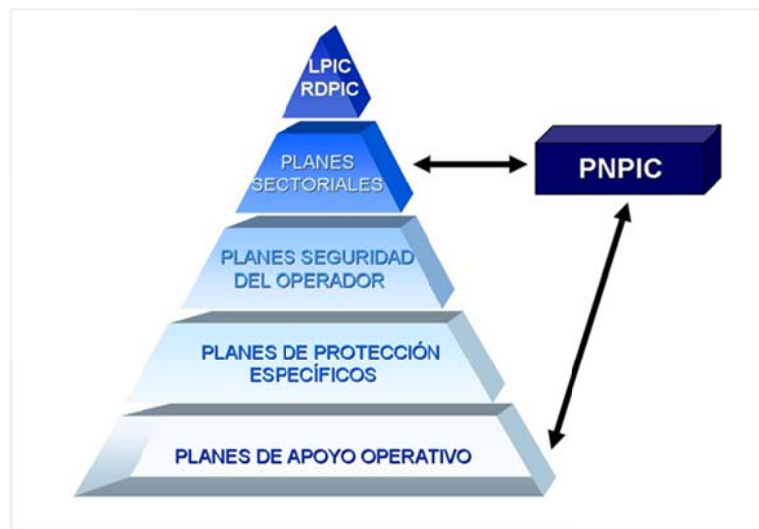 LPIC
RDPIC
PLANES
SECTORIALES
PNPIC
PLANES SEGURIDAD
DEL OPERADOR
PLANES DE PROTECCIÓN
ESPECÍFICOS
PLANES DE APOYO OPERATIVO